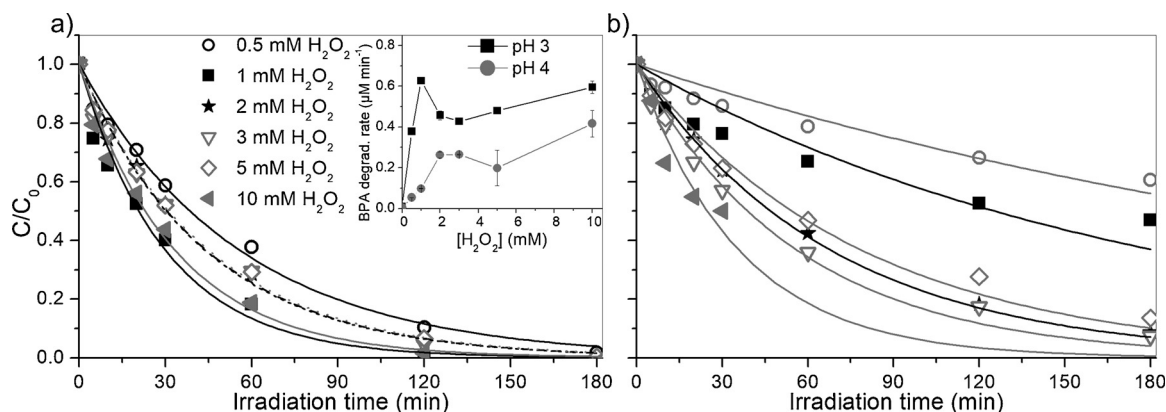 a)
C/C₀
1.0
0.8
0.6
0.4
0.2
0.0
0
30
60
90
120
150
180
Irradiation time (min)
0.5 mM H₂O₂
1 mM H₂O₂
2 mM H₂O₂
3 mM H₂O₂
5 mM H₂O₂
10 mM H₂O₂
BPA degrad. rate (µM min⁻¹)
0.8
0.6
0.4
0.2
0.0
0
2
4
6
8
10
[H₂O₂] (mM)
pH 3
pH 4
b)
0
30
60
90
120
150
180
Irradiation time (min)